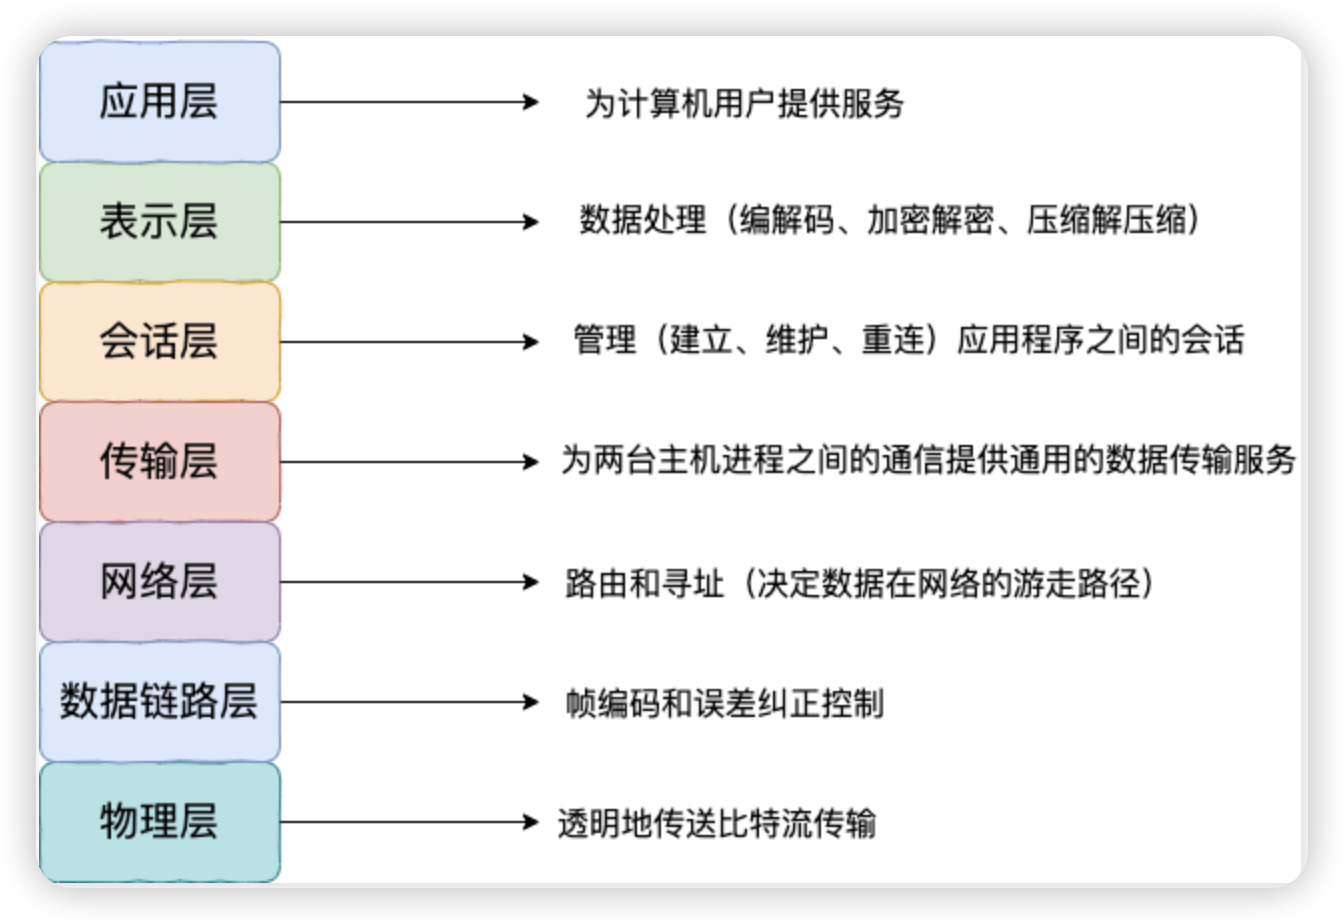 应用层
为计算机用户提供服务
表示层
数据处理（编解码、加密解密、压缩解压缩）
会话层
管理（建立、维护、重连）应用程序之间的会话
传输层
为两台主机进程之间的通信提供通用的数据传输服务
网络层
路由和寻址（决定数据在网络的游走路径）
数据链路层
帧编码和误差纠正控制
物理层
透明地传送比特流传输